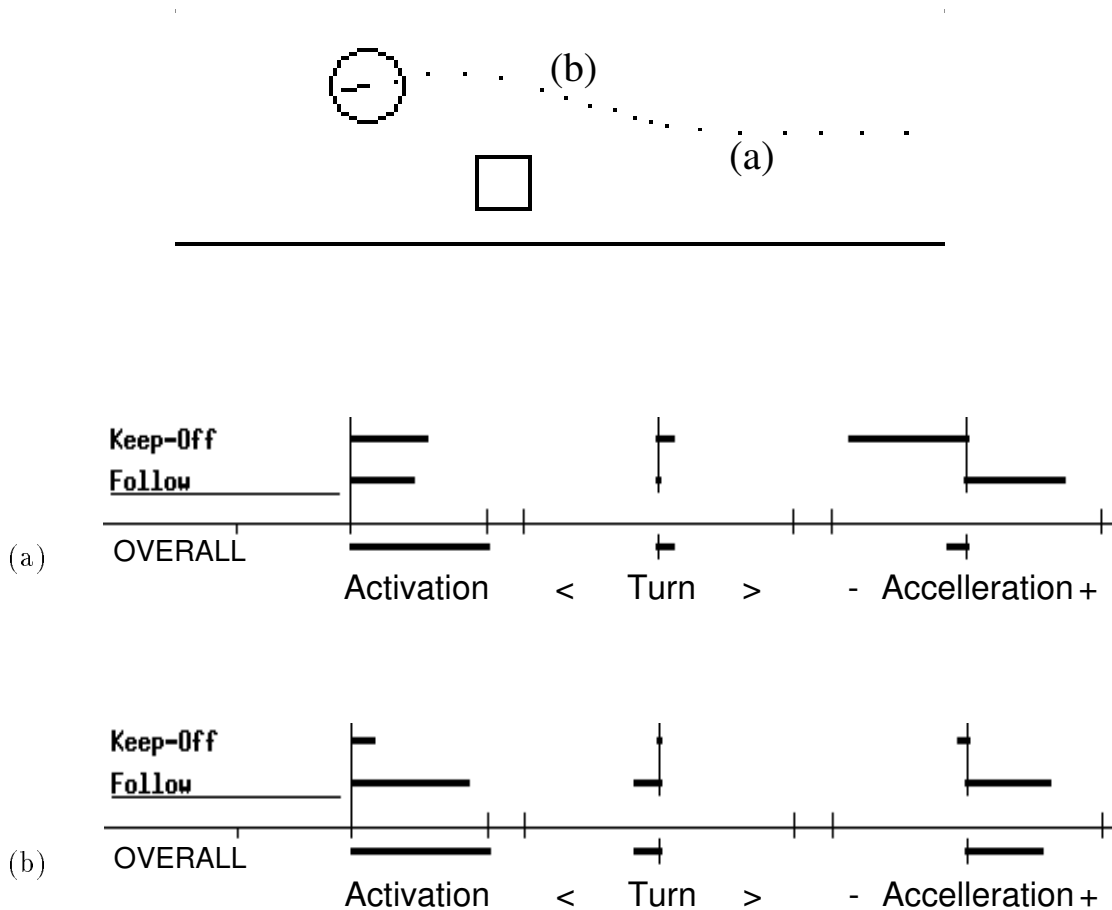 (b)
(a)
Keep-Off
Follow
(a) OVERALL
Activation < Turn > - Accelleration +
Keep-Off
Follow
(b) OVERALL
Activation < Turn > - Accelleration +